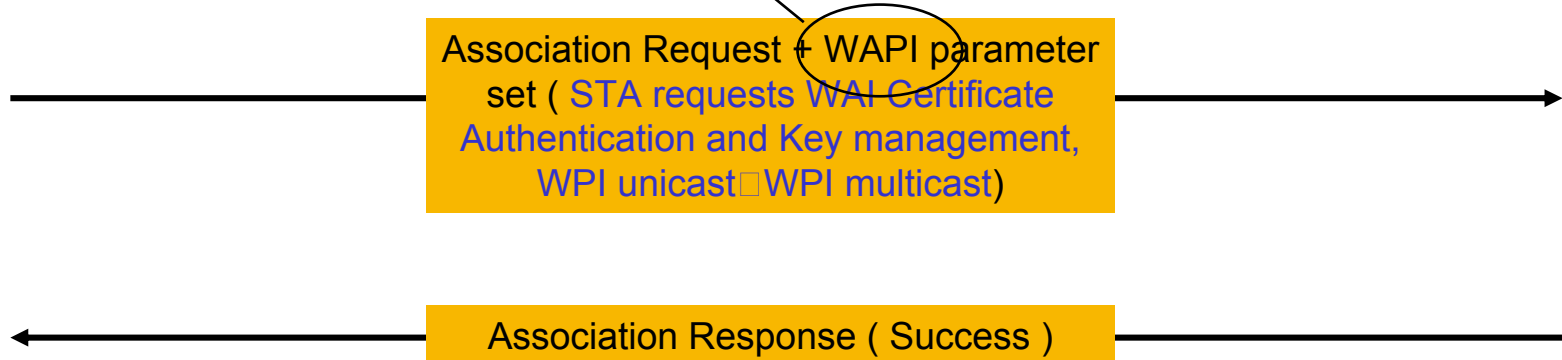 Association Request + WAPI parameter
set ( STA requests WAI Certificate
Authentication and Key management,
WPI unicast□WPI multicast)
Association Response ( Success )